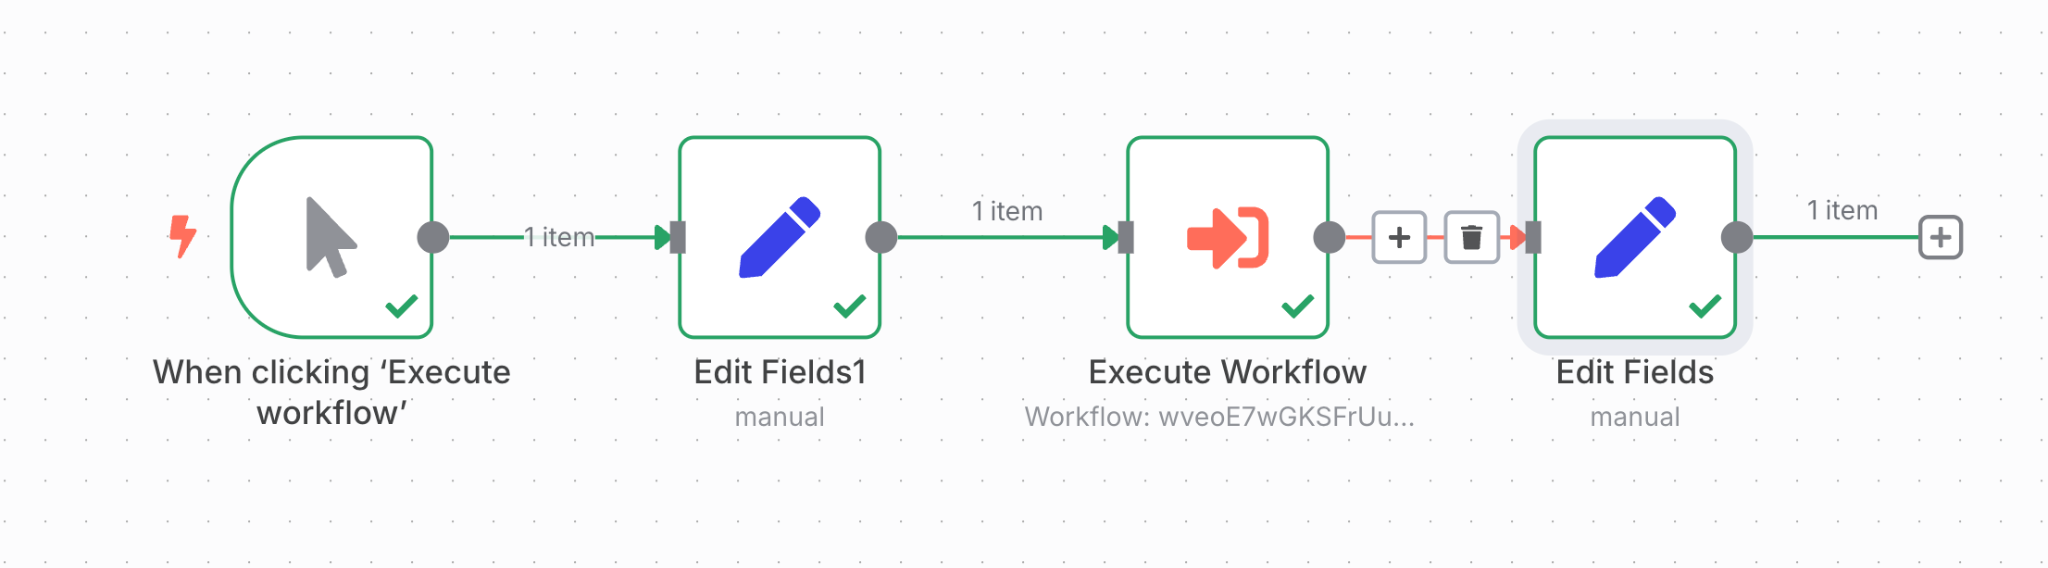 1 item
1 item
1 item
When clicking ‘Execute
workflow’
Edit Fields1
manual
Execute Workflow
Workflow: wveoE7wGKSFrUu...
Edit Fields
manual